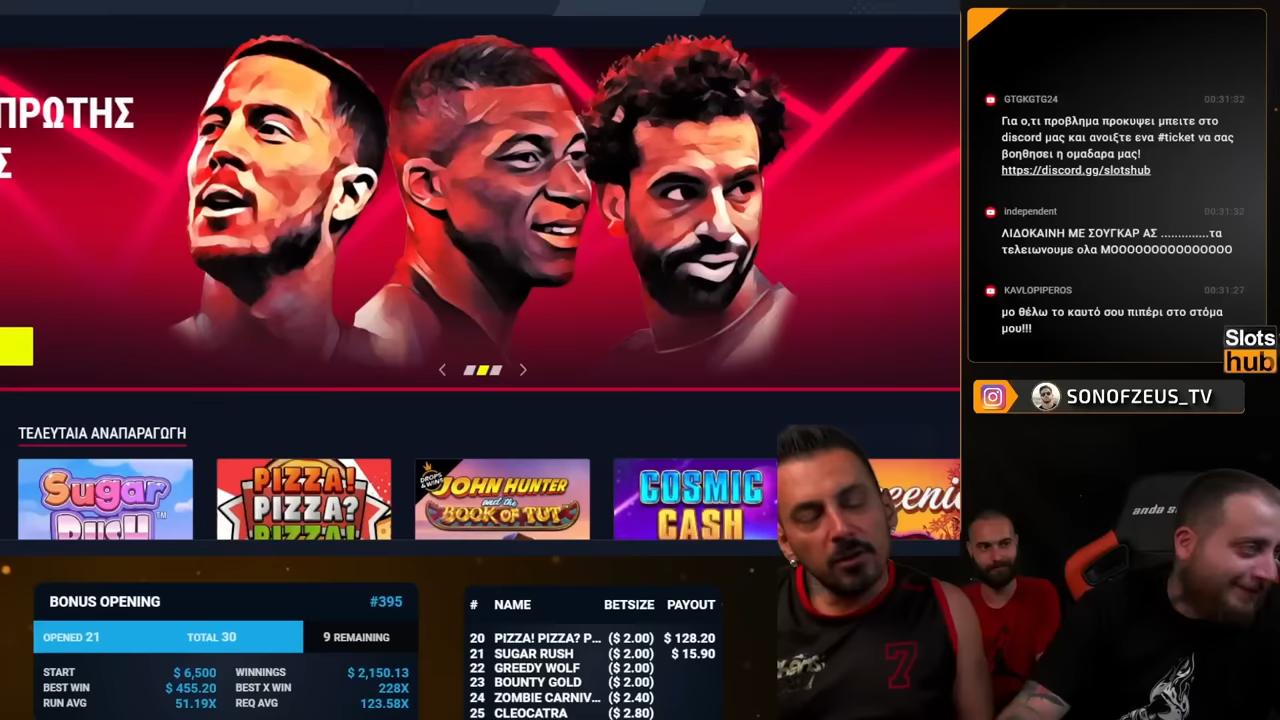 ΠΡΩΤΗΣ
Σ
ΤΕΛΕΥΤΑΙΑ ΑΝΑΠΑΡΑΓΩΓΗ
Sugar
RUSH™
PIZZA!
PIZZA?
PIZZA!
DROPS
& WINS
JOHN HUNTER
and the
BOOK OF TUT
COSMIC
CASH
BONUS OPENING #395
OPENED 21 TOTAL 30 9 REMAINING
START $ 6,500 WINNINGS $ 2,150.13
BEST WIN $ 455.20 BEST X WIN 228X
RUN AVG 51.19X REQ AVG 123.58X
# NAME BETSIZE PAYOUT
20 PIZZA! PIZZA? P... ($ 2.00) $ 128.20
21 SUGAR RUSH ($ 2.00) $ 15.90
22 GREEDY WOLF ($ 2.00)
23 BOUNTY GOLD ($ 2.00)
24 ZOMBIE CARNIV... ($ 2.40)
25 CLEOCATRA ($ 2.80)
GTGKGTG24 00:31:32
Για ο,τι προβλημα προκυψει μπειτε στο
discord μας και ανοιξτε ενα #ticket να σας
βοηθησει η ομαδαρα μας!
https://discord.gg/slotshub
independent 00:31:32
ΛΙΔΟΚΑΙΝΗ ΜΕ ΣΟΥΓΚΑΡ ΑΣ ..............τα
τελειωνουμε ολα ΜΟΟΟΟΟΟΟΟΟΟΟΟΟΟ
KAVLOPIPEROS 00:31:27
μο θέλω το καυτό σου πιπέρι στο στόμα
μου!!!
Slots
hub
SONOFZEUS_TV
7